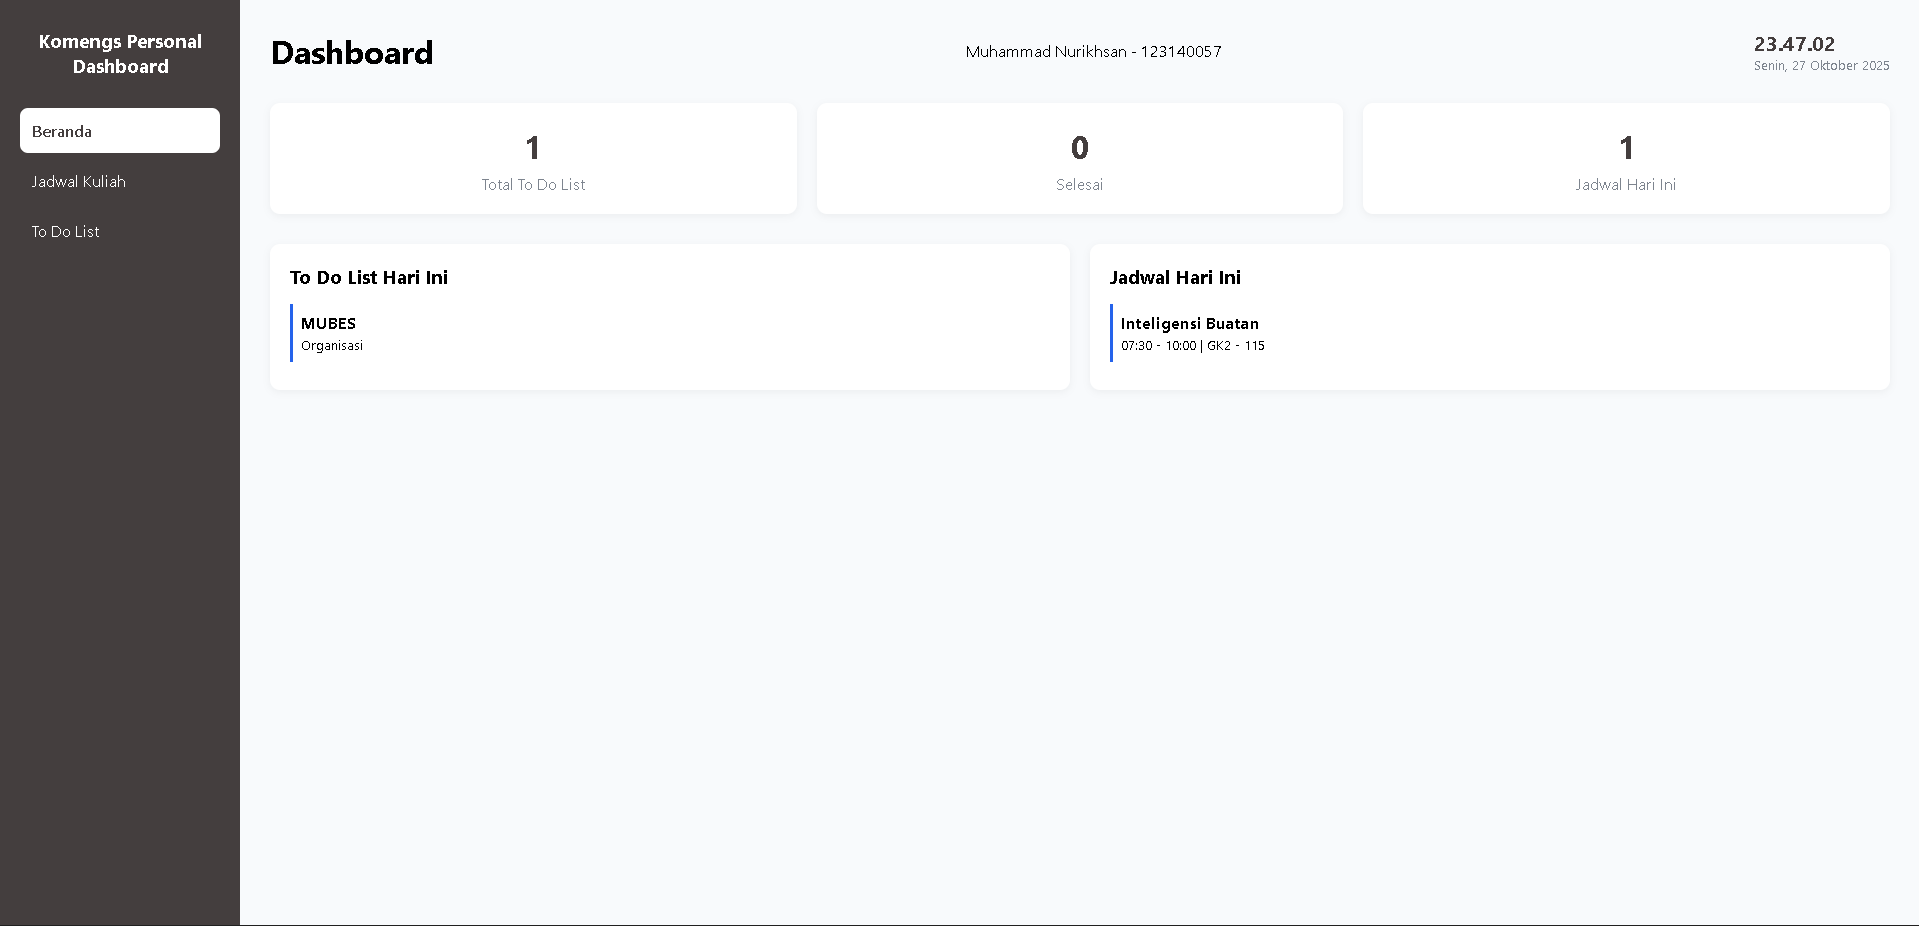 Komengs Personal
Dashboard
Beranda
Jadwal Kuliah
To Do List
Dashboard
Muhammad Nurikhsan - 123140057
23.47.02
Senin, 27 Oktober 2025
1
Total To Do List
0
Selesai
1
Jadwal Hari Ini
To Do List Hari Ini
MUBES
Organisasi
Jadwal Hari Ini
Inteligensi Buatan
07:30 - 10:00 | GK2 - 115